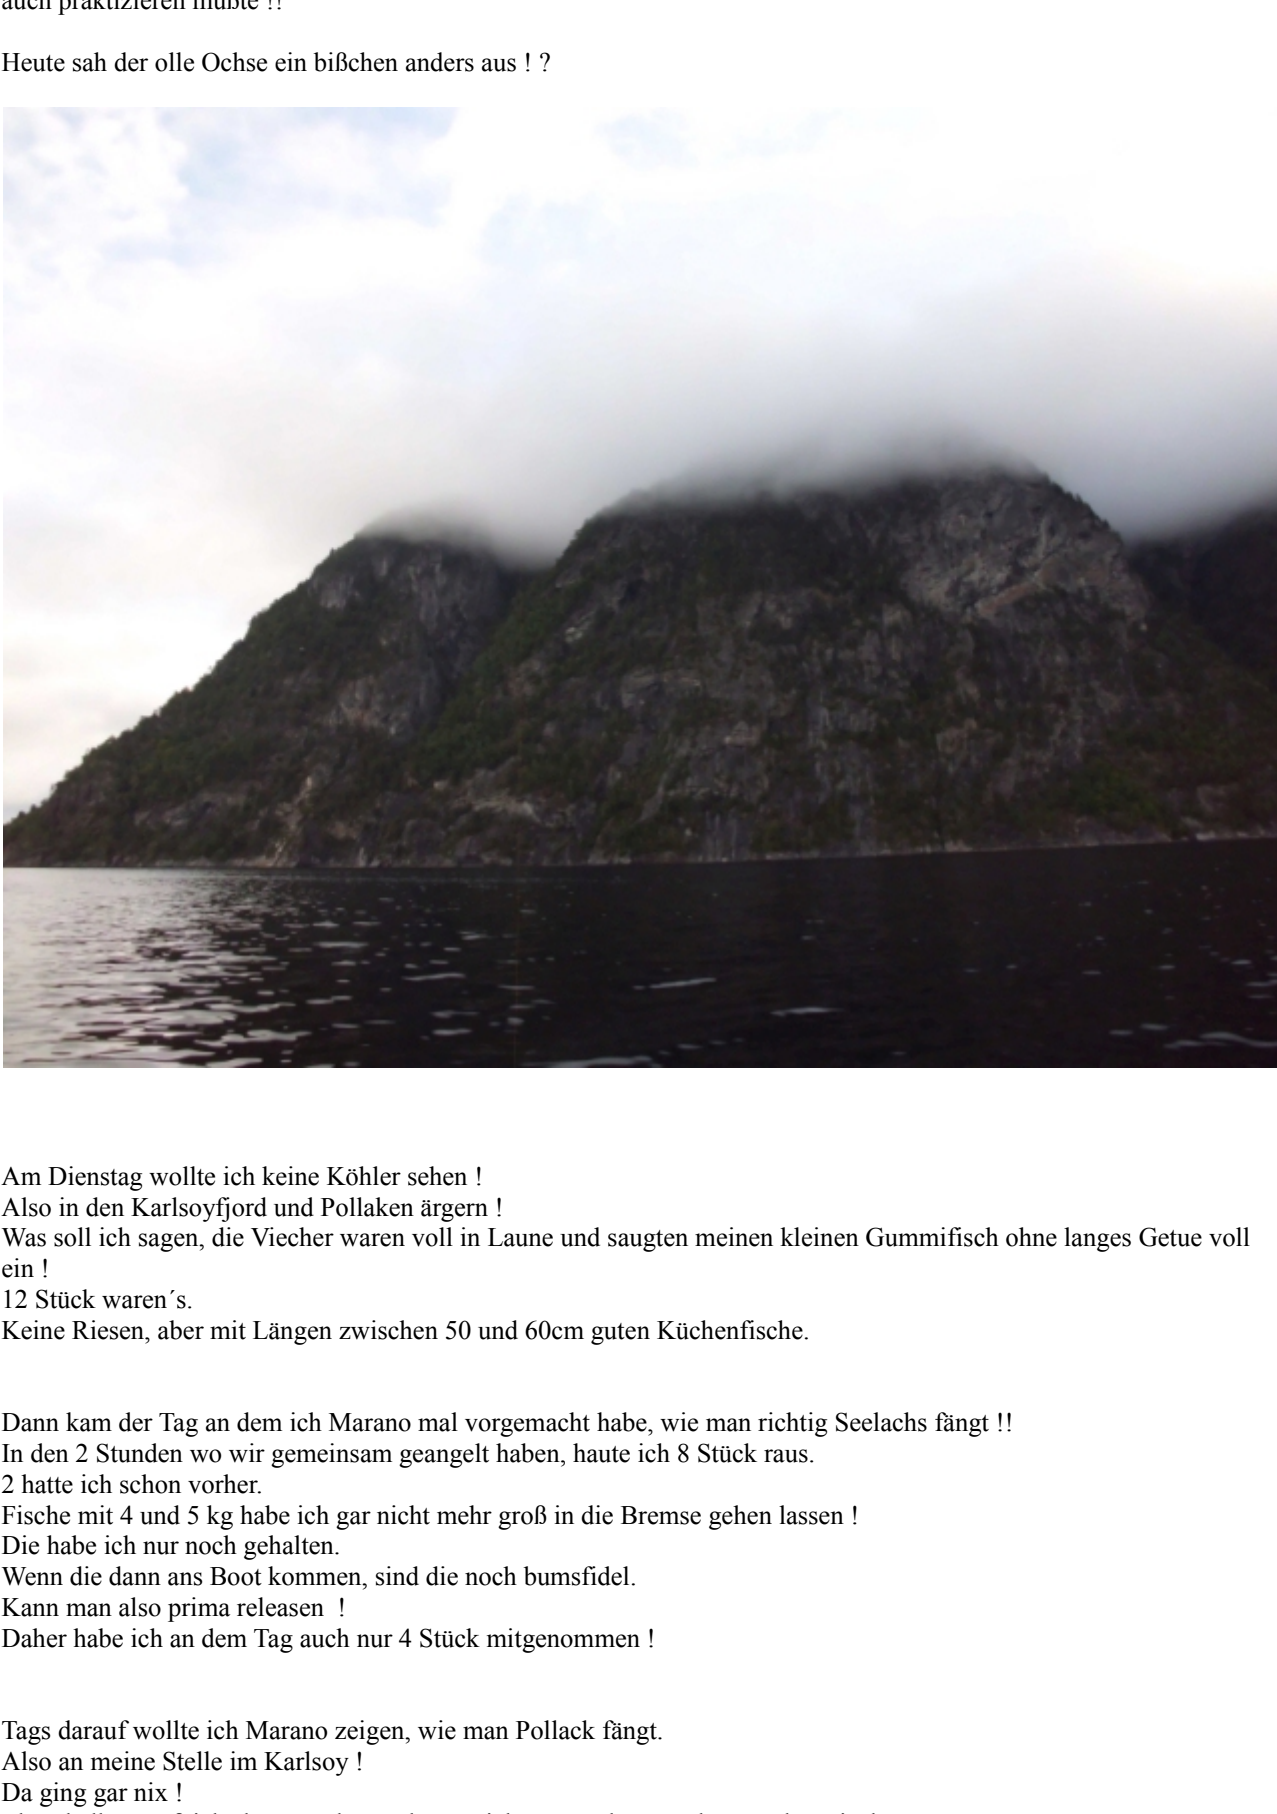 auch praktizieren mußte !!
Heute sah der olle Ochse ein bißchen anders aus ! ?
Am Dienstag wollte ich keine Köhler sehen !
Also in den Karlsoyfjord und Pollaken ärgern !
Was soll ich sagen, die Viecher waren voll in Laune und saugten meinen kleinen Gummifisch ohne langes Getue voll
ein !
12 Stück waren´s.
Keine Riesen, aber mit Längen zwischen 50 und 60cm guten Küchenfische.
Dann kam der Tag an dem ich Marano mal vorgemacht habe, wie man richtig Seelachs fängt !!
In den 2 Stunden wo wir gemeinsam geangelt haben, haute ich 8 Stück raus.
2 hatte ich schon vorher.
Fische mit 4 und 5 kg habe ich gar nicht mehr groß in die Bremse gehen lassen !
Die habe ich nur noch gehalten.
Wenn die dann ans Boot kommen, sind die noch bumsfidel.
Kann man also prima releasen  !
Daher habe ich an dem Tag auch nur 4 Stück mitgenommen !
Tags darauf wollte ich Marano zeigen, wie man Pollack fängt.
Also an meine Stelle im Karlsoy !
Da ging gar nix !